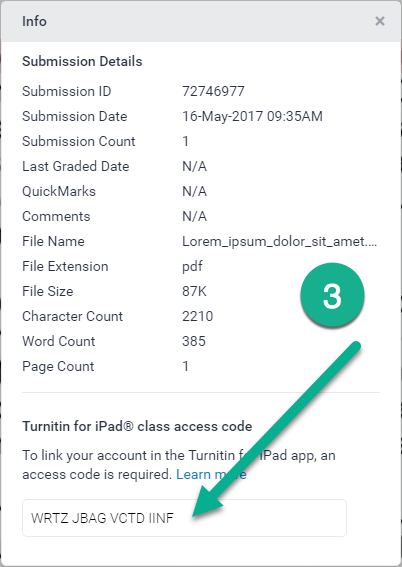 Info ×
Submission Details
Submission ID 72746977
Submission Date 16-May-2017 09:35AM
Submission Count 1
Last Graded Date N/A
QuickMarks N/A
Comments N/A
File Name Lorem_ipsum_dolor_sit_amet....
File Extension pdf
File Size 87K
3
Character Count 2210
Word Count 385
Page Count 1
Turnitin for iPad® class access code
To link your account in the Turnitin for iPad app, an
access code is required. Learn more
WRTZ JBAG VCTD IINF